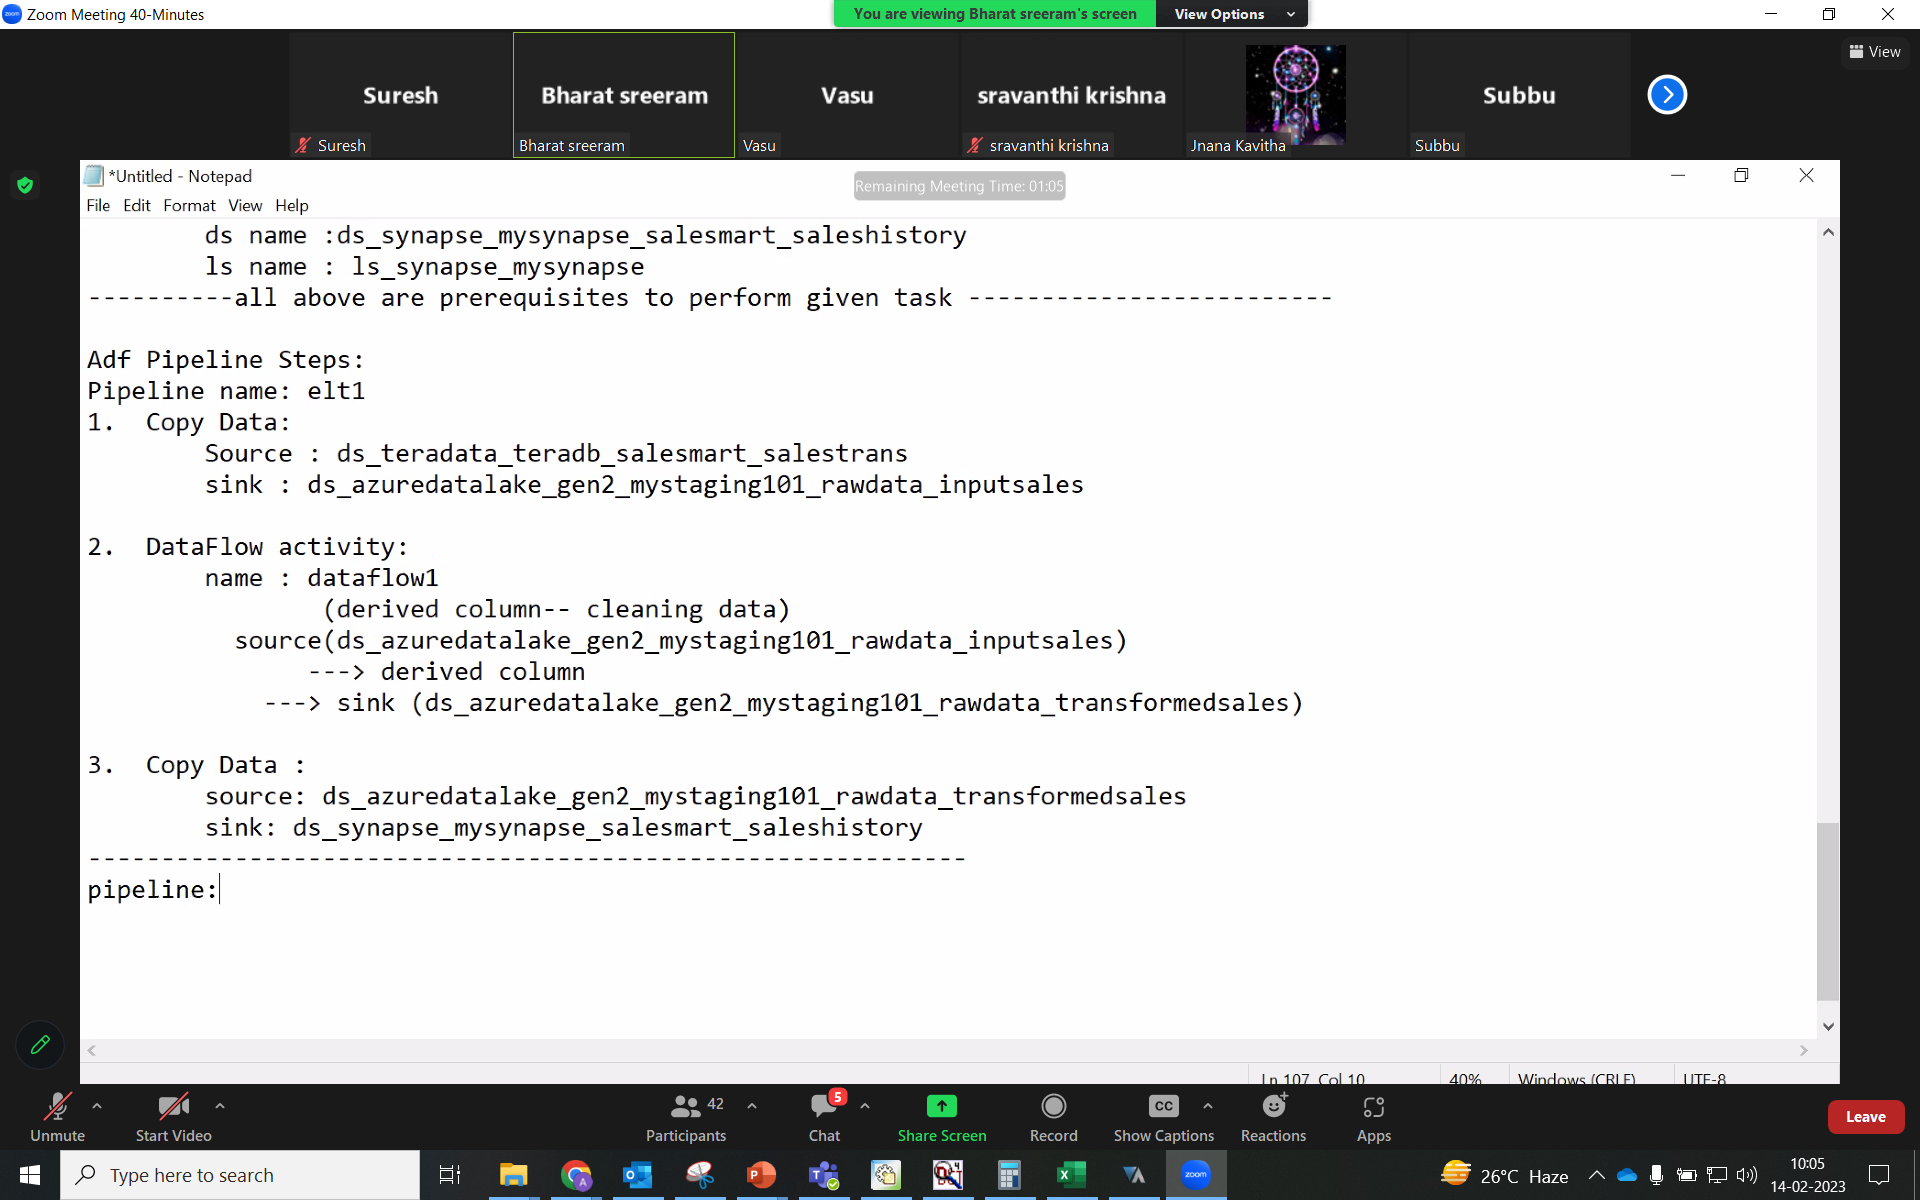 zoom Zoom Meeting 40-Minutes
You are viewing Bharat sreeram's screen View Options
View
Suresh Bharat sreeram Vasu sravanthi krishna Subbu
Suresh Bharat sreeram Vasu sravanthi krishna Jnana Kavitha Subbu
*Untitled - Notepad
Remaining Meeting Time: 01:05
File Edit Format View Help
ds name :ds_synapse_mysynapse_salesmart_saleshistory
ls name : ls_synapse_mysynapse
----------all above are prerequisites to perform given task -------------------------
Adf Pipeline Steps:
Pipeline name: elt1
1. Copy Data:
Source : ds_teradata_teradb_salesmart_salestrans
sink : ds_azuredatalake_gen2_mystaging101_rawdata_inputsales
2. DataFlow activity:
name : dataflow1
(derived column-- cleaning data)
source(ds_azuredatalake_gen2_mystaging101_rawdata_inputsales)
---> derived column
---> sink (ds_azuredatalake_gen2_mystaging101_rawdata_transformedsales)
3. Copy Data :
source: ds_azuredatalake_gen2_mystaging101_rawdata_transformedsales
sink: ds_synapse_mysynapse_salesmart_saleshistory
------------------------------------------------------------
pipeline:
Ln 107, Col 10 40% Windows (CRLF) UTF-8
42 5 CC
Unmute Start Video Participants Chat Share Screen Record Show Captions Reactions Apps Leave
Type here to search
zoom
26°C Haze
10:05
14-02-2023